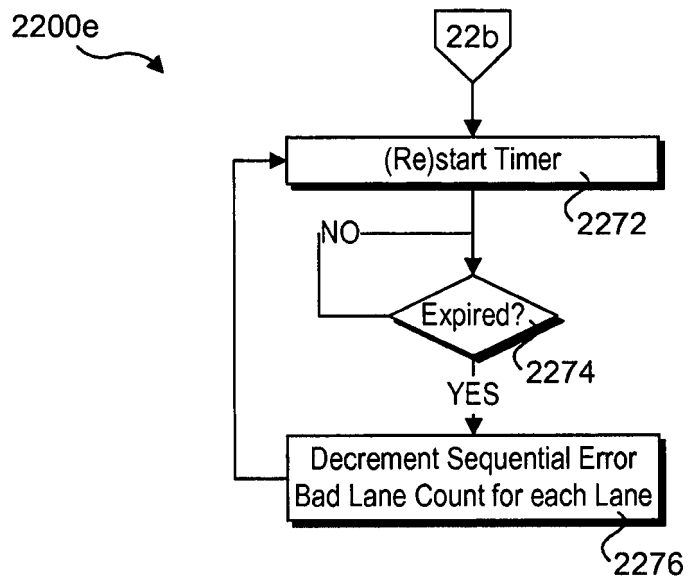 2200e
22b
(Re)start Timer
2272
NO
Expired?
2274
YES
Decrement Sequential Error
Bad Lane Count for each Lane
2276